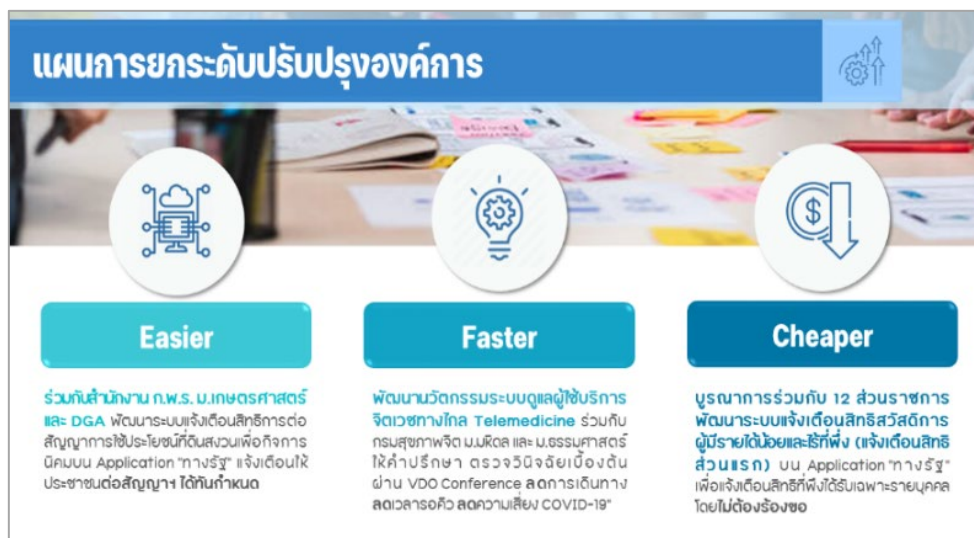 แผนการยกระดับปรับปรุงองค์การ
Easier
ร่วมกับสำนักงาน ก.พ.ร. ม.เกษตรศาสตร์
และ DGA พัฒนาระบบแจ้งเตือนสิทธิการต่อ
สัญญาการใช้ประโยชน์ที่ดินสงวนเพื่อกิจการ
นิคมบน Application "ทางรัฐ" แจ้งเตือนให้
ประชาชนต่อสัญญาฯ ได้ทันกำหนด
Faster
พัฒนานวัตกรรมระบบดูแลผู้ใช้บริการ
จิตเวชทางไกล Telemedicine ร่วมกับ
กรมสุขภาพจิต ม.มหิดล และ ม.ธรรมศาสตร์
ให้คำปรึกษา ตรวจวินิจฉัยเบื้องต้น
ผ่าน VDO Conference ลดการเดินทาง
ลดเวลารอคิว ลดความเสี่ยง COVID-19"
Cheaper
บูรณาการร่วมกับ 12 ส่วนราชการ
พัฒนาระบบแจ้งเตือนสิทธิสวัสดิการ
ผู้มีรายได้น้อยและไร้ที่พึ่ง (แจ้งเตือนสิทธิ
ส่วนแรก) บน Application "ทางรัฐ"
เพื่อแจ้งเตือนสิทธิที่พึงได้รับเฉพาะรายบุคคล
โดยไม่ต้องร้องขอ